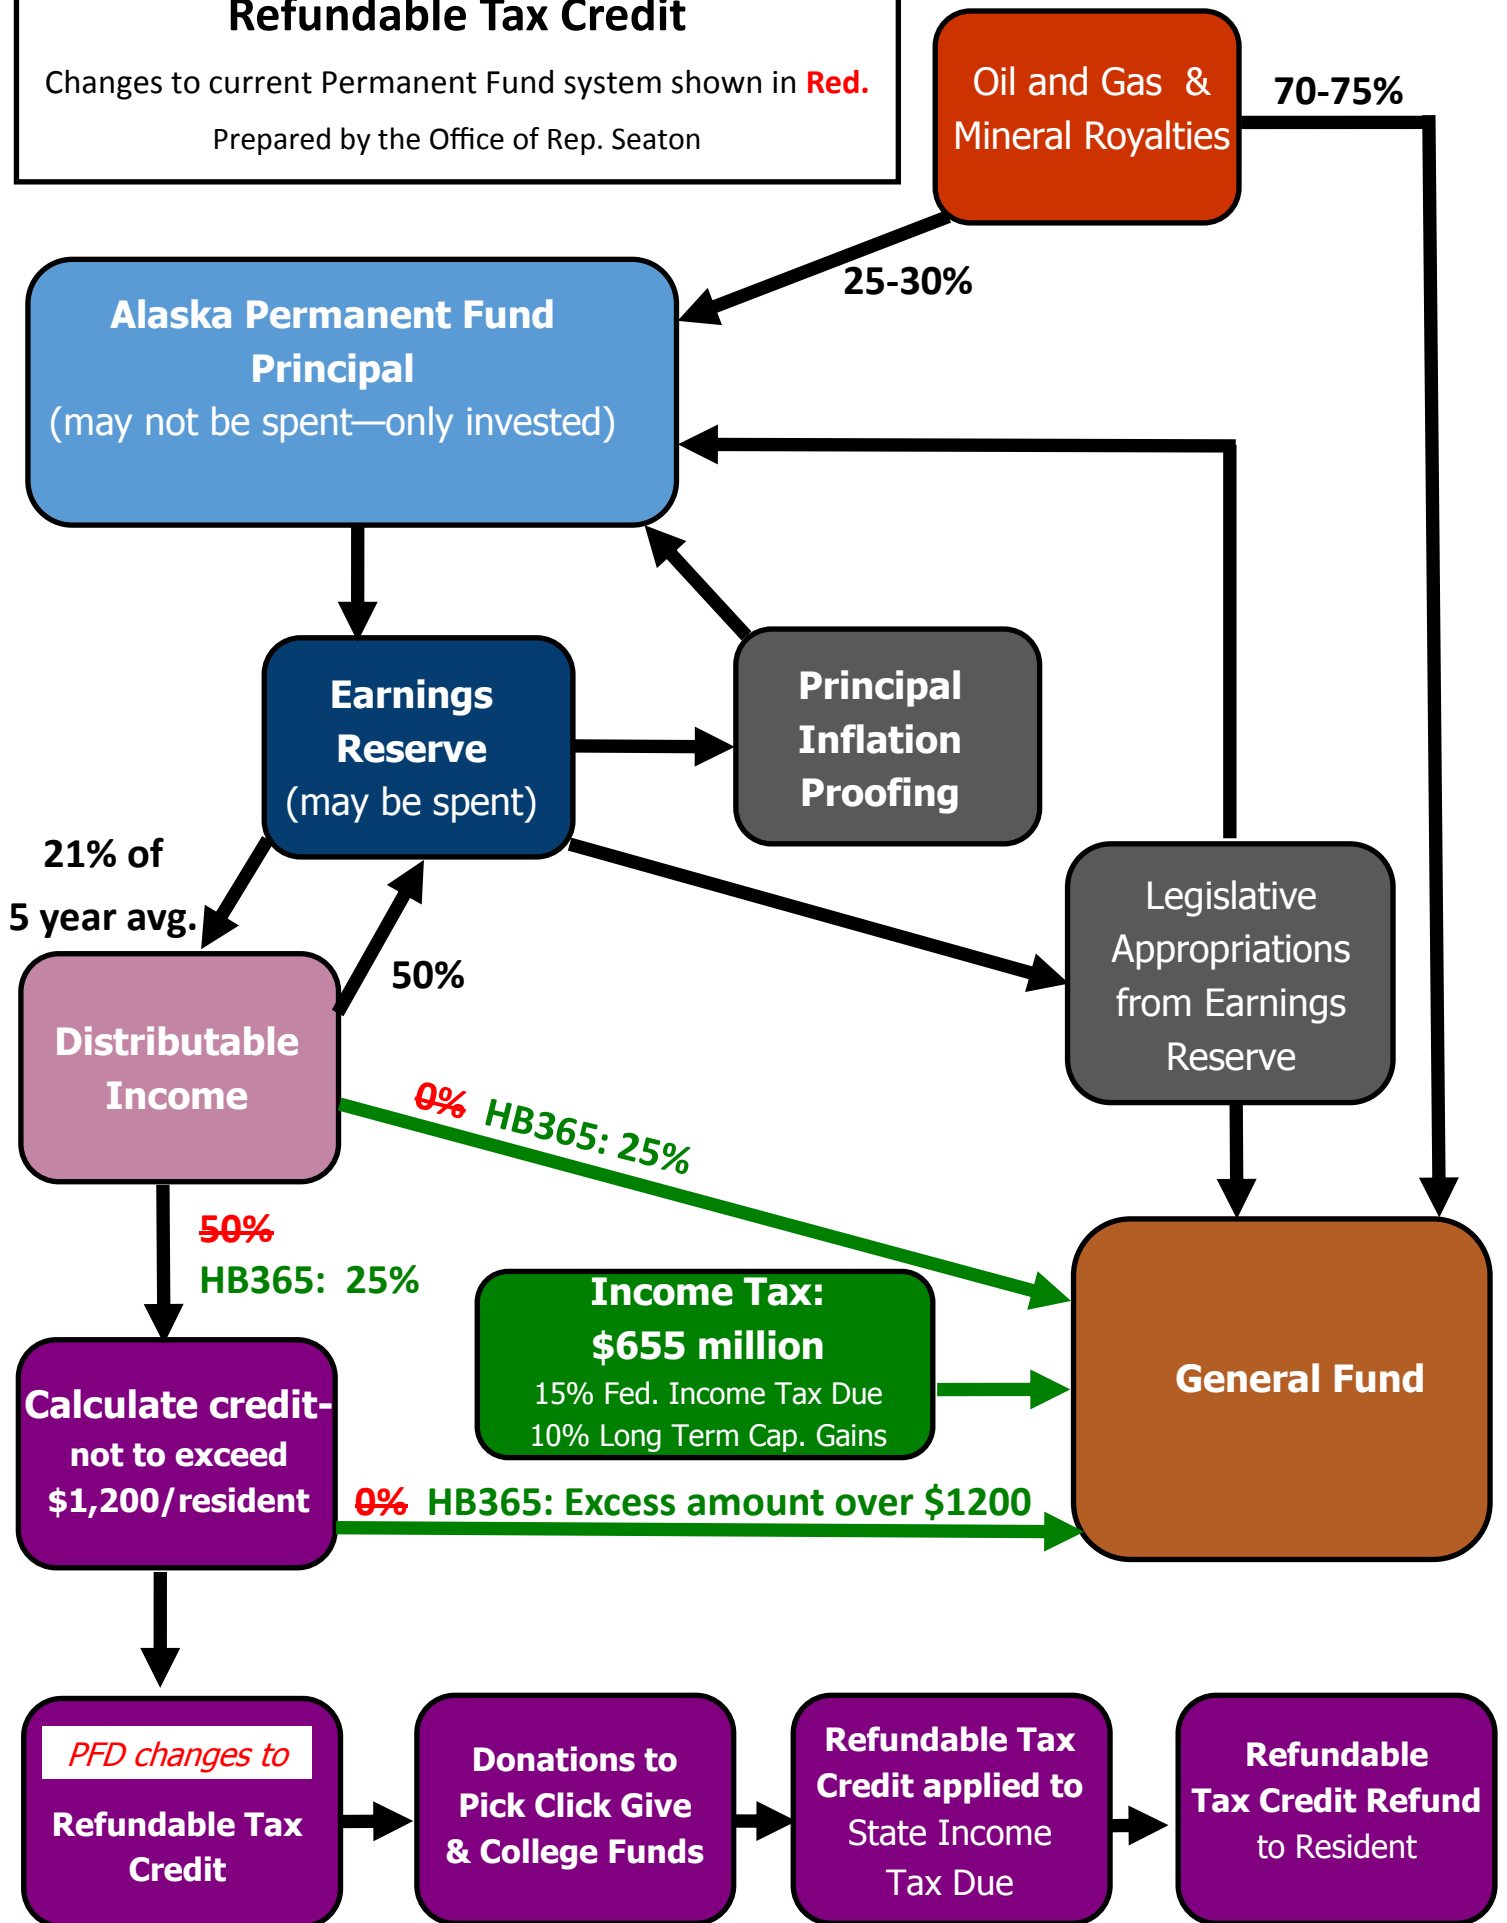 Refundable Tax Credit
Changes to current Permanent Fund system shown in Red.
Prepared by the Office of Rep. Seaton
Oil and Gas &
Mineral Royalties
70-75%
25-30%
Alaska Permanent Fund
Principal
(may not be spent—only invested)
Earnings
Reserve
(may be spent)
Principal
Inflation
Proofing
21% of
5 year avg.
50%
Legislative
Appropriations
from Earnings
Reserve
Distributable
Income
0% HB365: 25%
50%
HB365: 25%
Income Tax:
$655 million
15% Fed. Income Tax Due
10% Long Term Cap. Gains
General Fund
Calculate credit-
not to exceed
$1,200/resident
0% HB365: Excess amount over $1200
PFD changes to
Refundable Tax
Credit
Donations to
Pick Click Give
& College Funds
Refundable Tax
Credit applied to
State Income
Tax Due
Refundable
Tax Credit Refund
to Resident